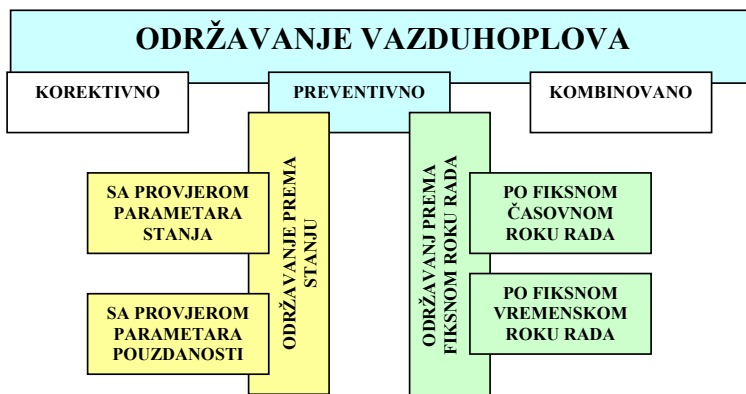 ODRŽAVANJE VAZDUHOPLOVA
KOREKTIVNO
PREVENTIVNO
KOMBINOVANO
ODRŽAVANJE PREMA
STANJU
SA PROVJEROM
PARAMETARA
STANJA
SA PROVJEROM
PARAMETARA
POUZDANOSTI
ODRŽAVANJ PREMA
FIKSNOM ROKU RADA
PO FIKSNOM
ČASOVNOM
ROKU RADA
PO FIKSNOM
VREMENSKOM
ROKU RADA